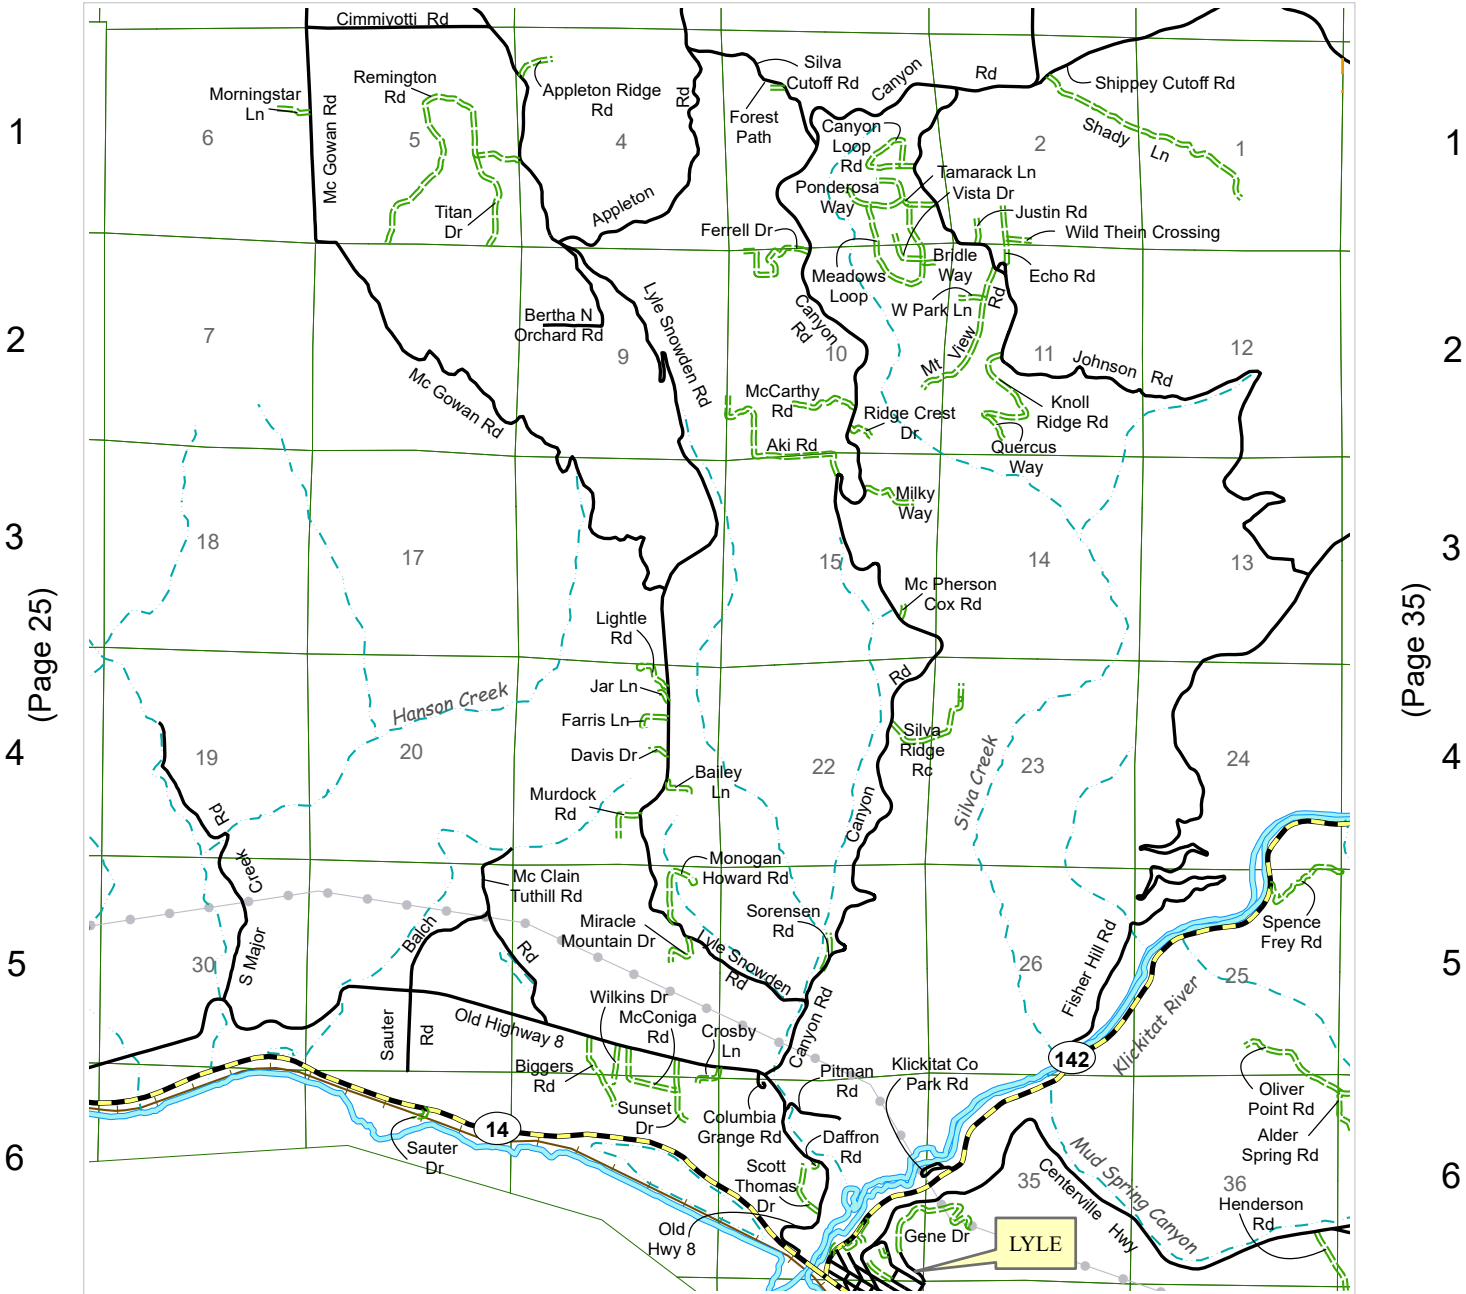 Cimmiyotti Rd
Silva
Cutoff Rd
Canyon
Rd
Shippey Cutoff Rd
Remington
Rd
Appleton Ridge
Rd
Rd
Morningstar
Ln
Mc Gowan Rd
Forest
Path
Canyon
Loop
Rd
Shady Ln
1
6
5
4
2
1
1
Tamarack Ln
Vista Dr
Ponderosa
Way
Titan
Dr
Appleton
Justin Rd
Wild Thein Crossing
Ferrell Dr
Meadows
Loop
Bridle
Way
Echo Rd
W Park Ln
Rd
Mt View
Lyle Snowden Rd
Canyon
Rd
Bertha N
Orchard Rd
2
7
9
10
11
12
2
Johnson Rd
Mc Gowan Rd
McCarthy
Rd
Ridge Crest
Dr
Knoll
Ridge Rd
Aki Rd
Quercus
Way
Milky
Way
3
18
17
15
14
13
3
Mc Pherson
Cox Rd
(Page 25)
(Page 35)
Lightle
Rd
Jar Ln
Rd
Hanson Creek
Farris Ln
Silva
Ridge
Rc
Silva Creek
4
19
20
Davis Dr
22
23
24
4
Bailey
Ln
Murdock
Rd
Canyon
Rd
Creek
S Major
Monogan
Howard Rd
Mc Clain
Tuthill Rd
Miracle
Mountain Dr
Sorensen
Rd
Spence
Frey Rd
Balch
Rd
Lyle Snowden
Rd
Fisher Hill Rd
5
30
26
25
5
Klickitat River
Wilkins Dr
McConiga
Rd
Old Highway 8
Sauter
Rd
Crosby
Ln
Canyon Rd
142
Biggers
Rd
Pitman
Rd
Klickitat Co
Park Rd
Oliver
Point Rd
Sunset
Dr
Columbia
Grange Rd
Alder
Spring Rd
14
Sauter
Dr
Daffron
Rd
Scott
Thomas
Dr
Mud Spring Canyon
6
35
36
6
Centerville Hwy
Henderson
Rd
Old
Hwy 8
Gene Dr
LYLE